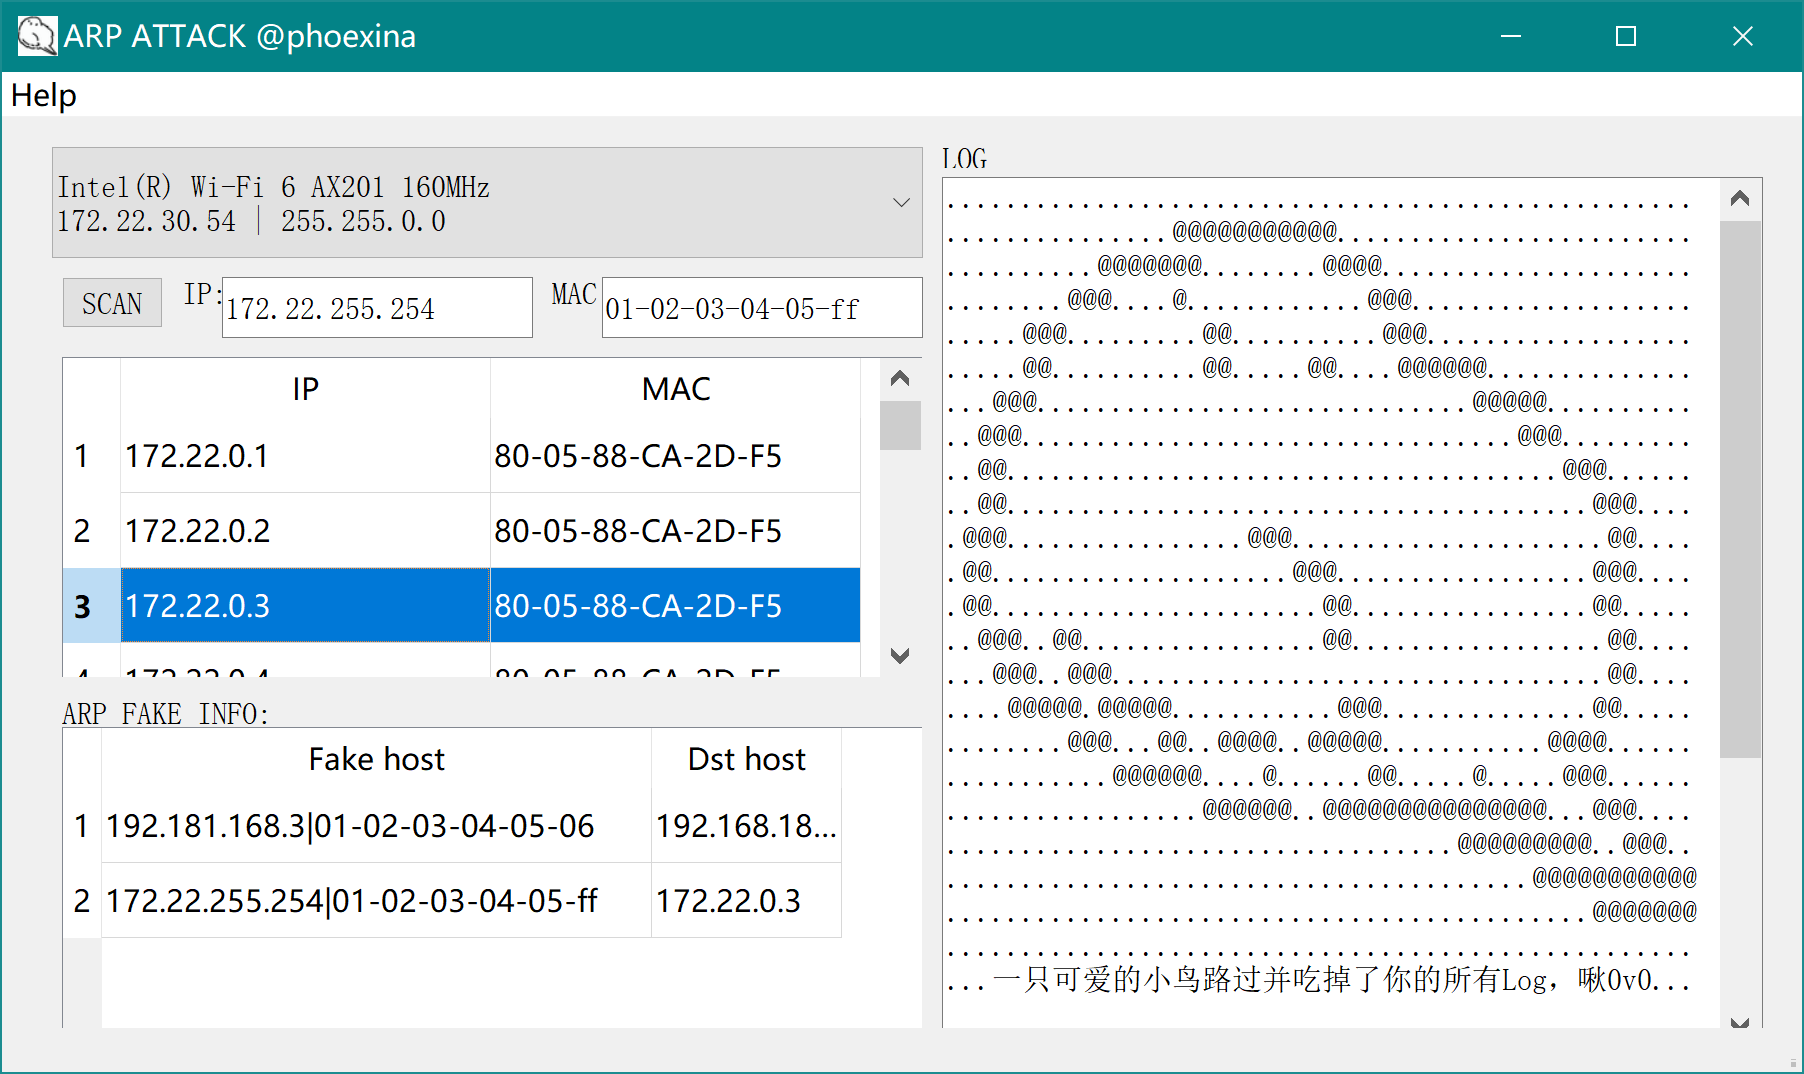 ARP ATTACK @phoexina
Help
Intel(R) Wi-Fi 6 AX201 160MHz
172.22.30.54 | 255.255.0.0
SCAN IP: 172.22.255.254 MAC 01-02-03-04-05-ff
IP MAC
1 172.22.0.1 80-05-88-CA-2D-F5
2 172.22.0.2 80-05-88-CA-2D-F5
3 172.22.0.3 80-05-88-CA-2D-F5
ARP FAKE INFO:
Fake host Dst host
1 192.181.168.3|01-02-03-04-05-06 192.168.18...
2 172.22.255.254|01-02-03-04-05-ff 172.22.0.3
LOG
...一只可爱的小鸟路过并吃掉了你的所有Log，啾0v0...